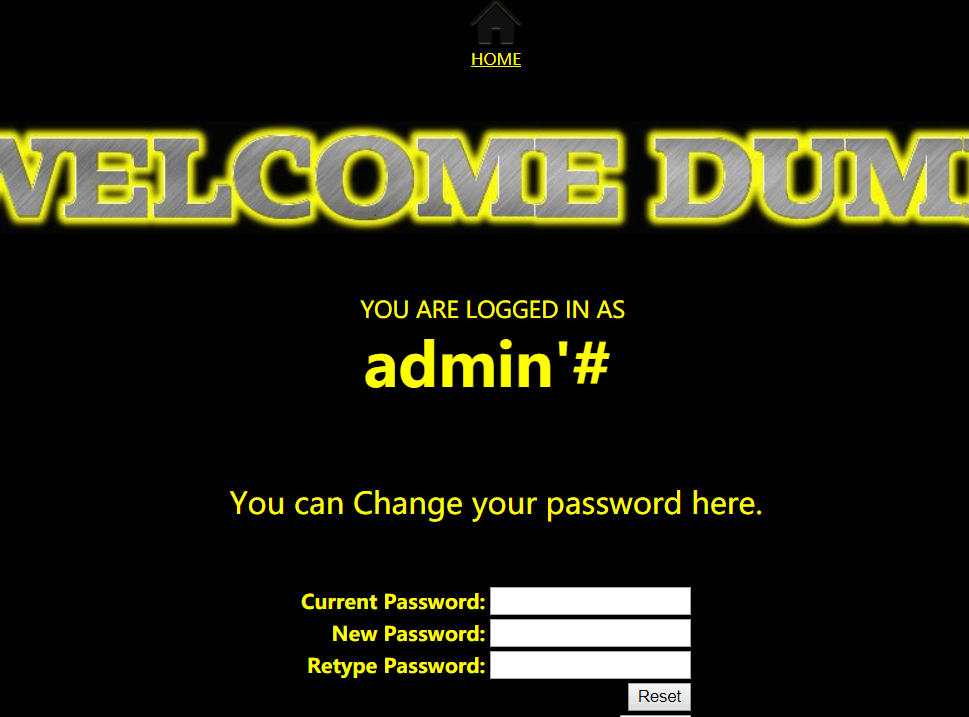 HOME
WELCOME DUM
YOU ARE LOGGED IN AS
admin'#
You can Change your password here.
Current Password:
New Password:
Retype Password:
Reset